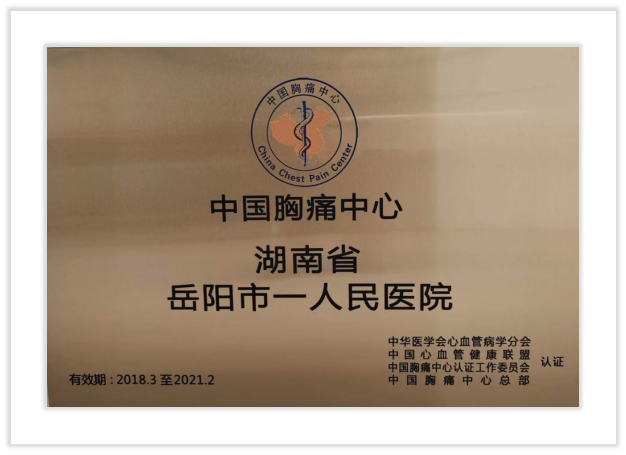 中国胸痛中心
China Chest Pain Center
中国胸痛中心
湖南省
岳阳市一人民医院
中华医学会心血管病学分会
中国心血管健康联盟
中国胸痛中心认证工作委员会
中国胸痛中心总部
认证
有效期：2018.3 至2021.2